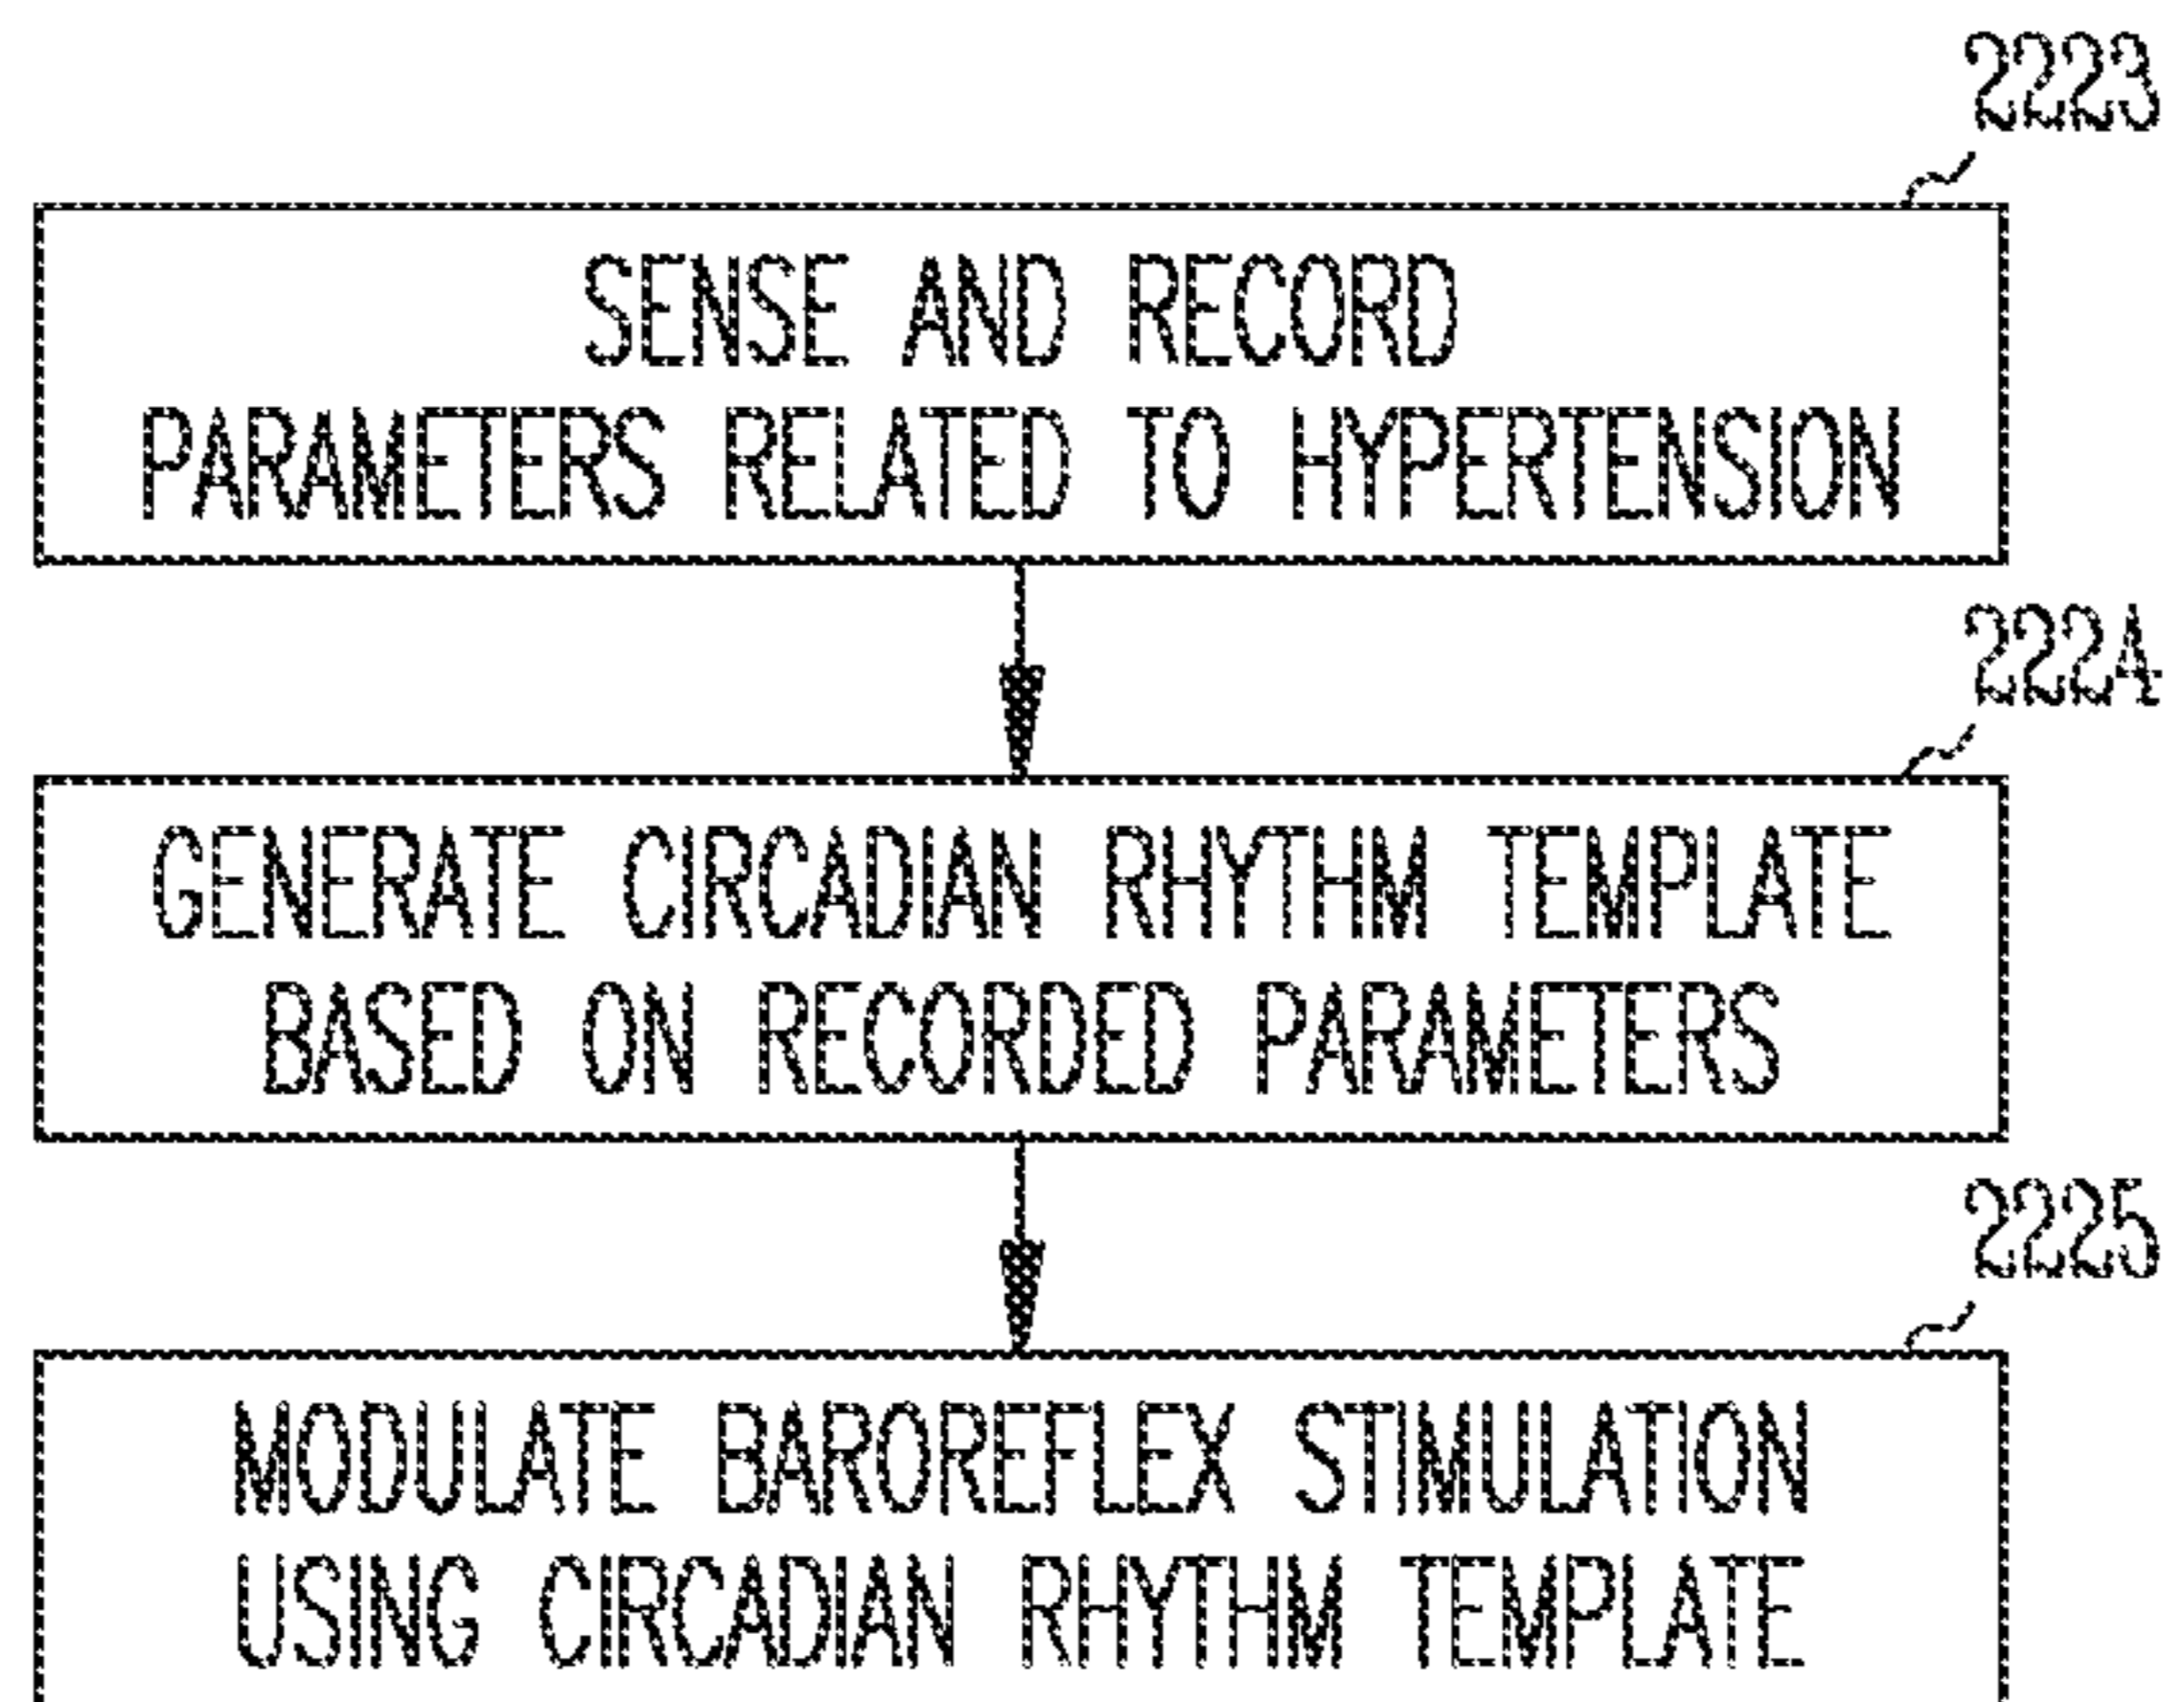 2223
SENSE AND RECORD
PARAMETERS RELATED TO HYPERTENSION
2224
GENERATE CIRCADIAN RHYTHM TEMPLATE
BASED ON RECORDED PARAMETERS
2225
MODULATE BAROREFLEX STIMULATION
USING CIRCADIAN RHYTHM TEMPLATE